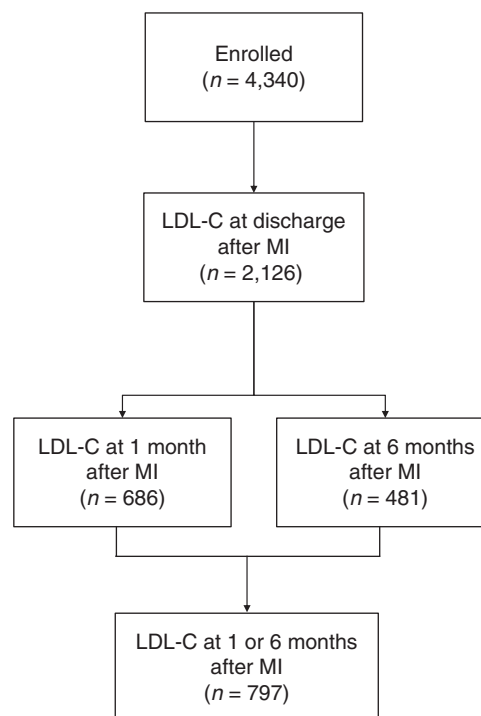 Enrolled
(n = 4,340)
LDL-C at discharge
after MI
(n = 2,126)
LDL-C at 1 month
after MI
(n = 686)
LDL-C at 6 months
after MI
(n = 481)
LDL-C at 1 or 6 months
after MI
(n = 797)